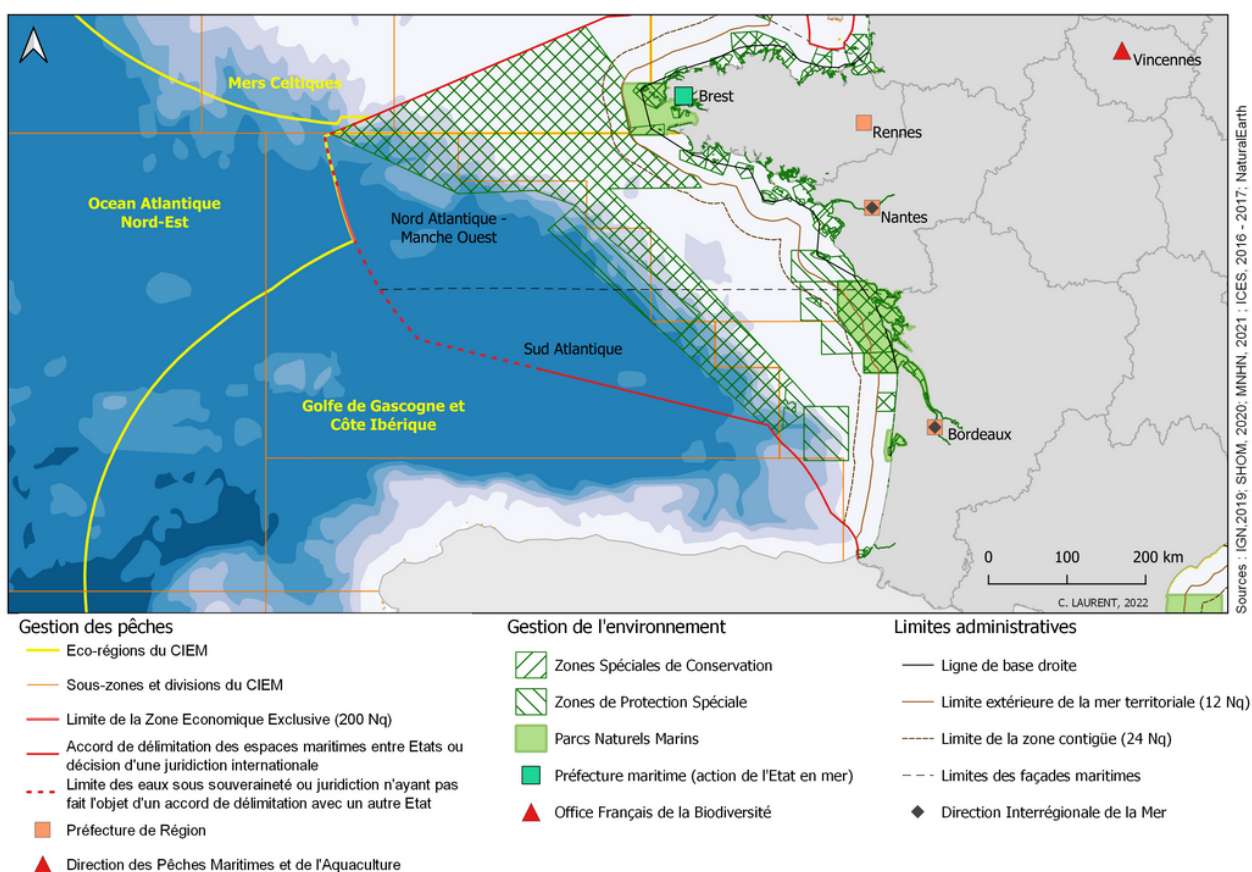 Mers Celtiques
Vincennes
Brest
Rennes
Ocean Atlantique
Nord-Est
Nord Atlantique -
Manche Ouest
Nantes
Sud Atlantique
Golfe de Gascogne et
Côte Ibérique
Bordeaux
0 100 200 km
C. LAURENT, 2022
Sources : IGN,2019; SHOM, 2020; MNHN, 2021 ; ICES, 2016 - 2017; NaturalEarth
Gestion des pêches
Eco-régions du CIEM
Sous-zones et divisions du CIEM
Limite de la Zone Economique Exclusive (200 Nq)
Accord de délimitation des espaces maritimes entre Etats ou
décision d'une juridiction internationale
Limite des eaux sous souveraineté ou juridiction n'ayant pas
fait l'objet d'un accord de délimitation avec un autre Etat
Préfecture de Région
Direction des Pêches Maritimes et de l'Aquaculture
Gestion de l'environnement
Zones Spéciales de Conservation
Zones de Protection Spéciale
Parcs Naturels Marins
Préfecture maritime (action de l'Etat en mer)
Office Français de la Biodiversité
Limites administratives
Ligne de base droite
Limite extérieure de la mer territoriale (12 Nq)
Limite de la zone contigüe (24 Nq)
Limites des façades maritimes
Direction Interrégionale de la Mer